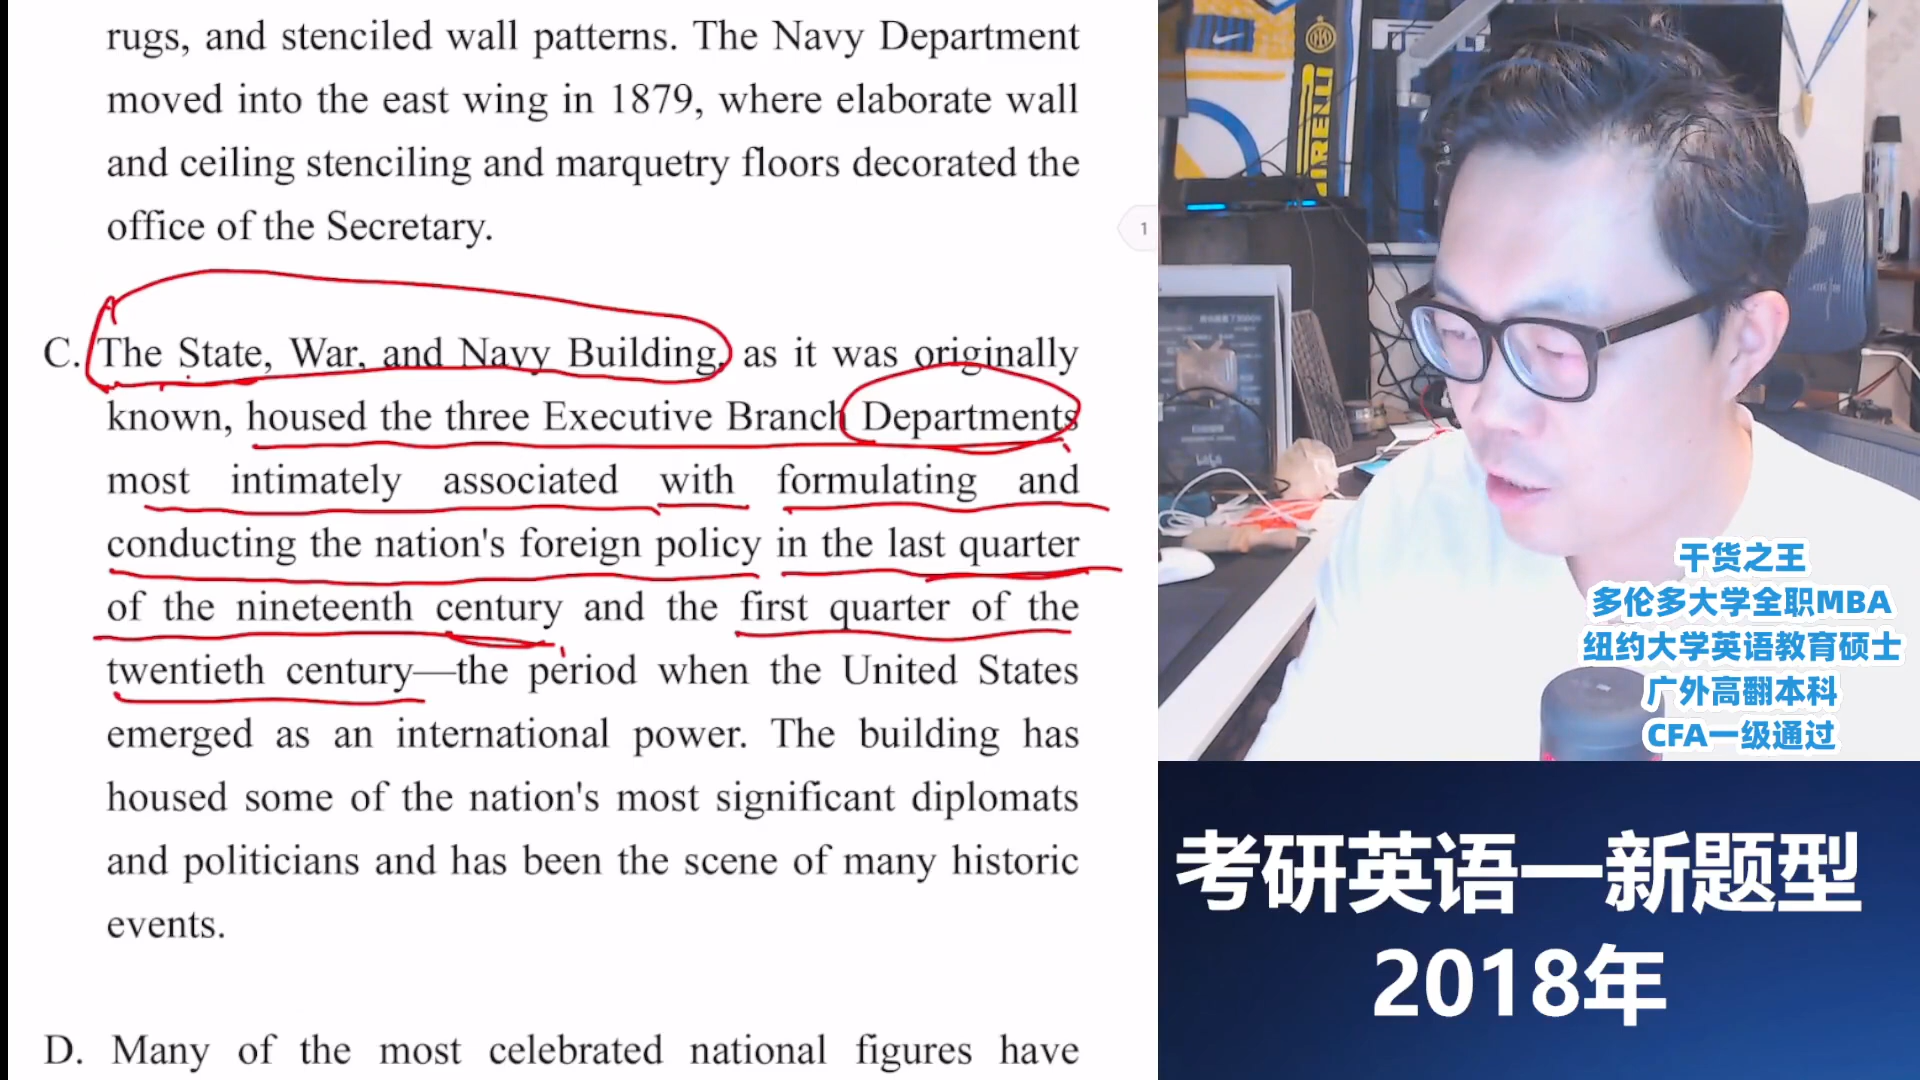 rugs, and stenciled wall patterns. The Navy Department
moved into the east wing in 1879, where elaborate wall
and ceiling stenciling and marquetry floors decorated the
office of the Secretary.
1
C. The State, War, and Navy Building, as it was originally
known, housed the three Executive Branch Departments
most intimately associated with formulating and
conducting the nation's foreign policy in the last quarter
of the nineteenth century and the first quarter of the
twentieth century—the period when the United States
emerged as an international power. The building has
housed some of the nation's most significant diplomats
and politicians and has been the scene of many historic
events.
D. Many of the most celebrated national figures have
IRELLI
干货之王
多伦多大学全职MBA
纽约大学英语教育硕士
广外高翻本科
CFA一级通过
考研英语一新题型
2018年